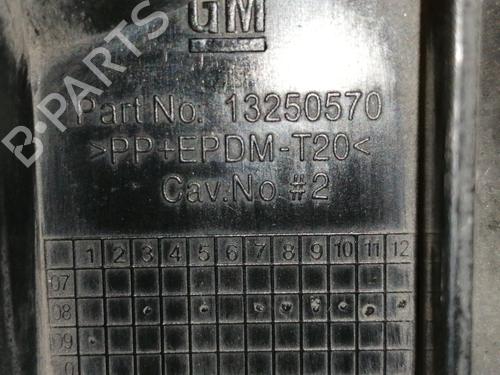 GM
Part No: 13250570
>PP+EPDM-T20<
Cav.No #2
1 2 3 4 5 6 7 8 9 10 11 12
07
08
09
B-PARTS